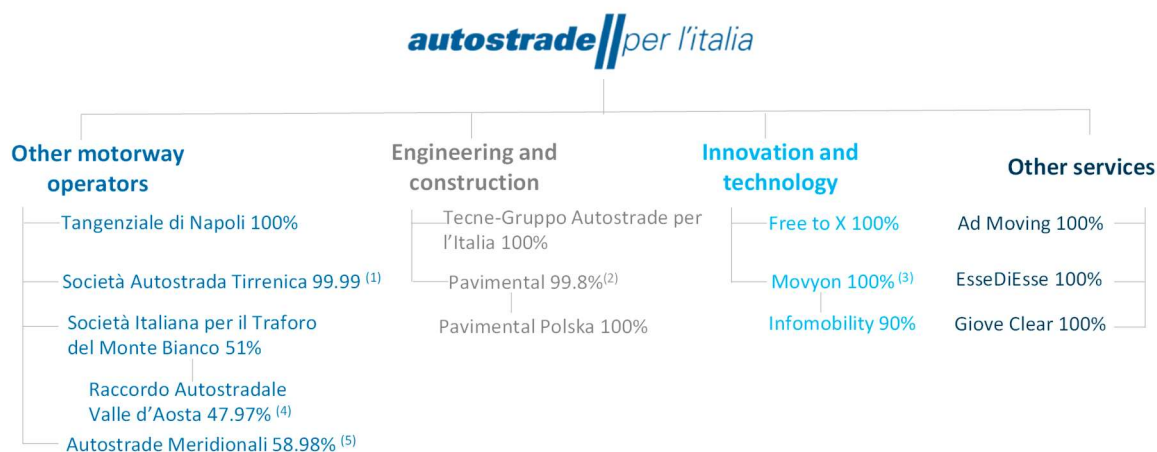 autostrade per l'italia
Other motorway
operators
Tangenziale di Napoli 100%
Società Autostrada Tirrenica 99.99 (1)
Società Italiana per il Traforo
del Monte Bianco 51%
Raccordo Autostradale
Valle d'Aosta 47.97% (4)
Autostrade Meridionali 58.98% (5)
Engineering and
construction
Tecne-Gruppo Autostrade per
l'Italia 100%
Pavimental 99.8%(2)
Pavimental Polska 100%
Innovation and
technology
Free to X 100%
Movyon 100% (3)
Infomobility 90%
Other services
Ad Moving 100%
EsseDiEsse 100%
Giove Clear 100%